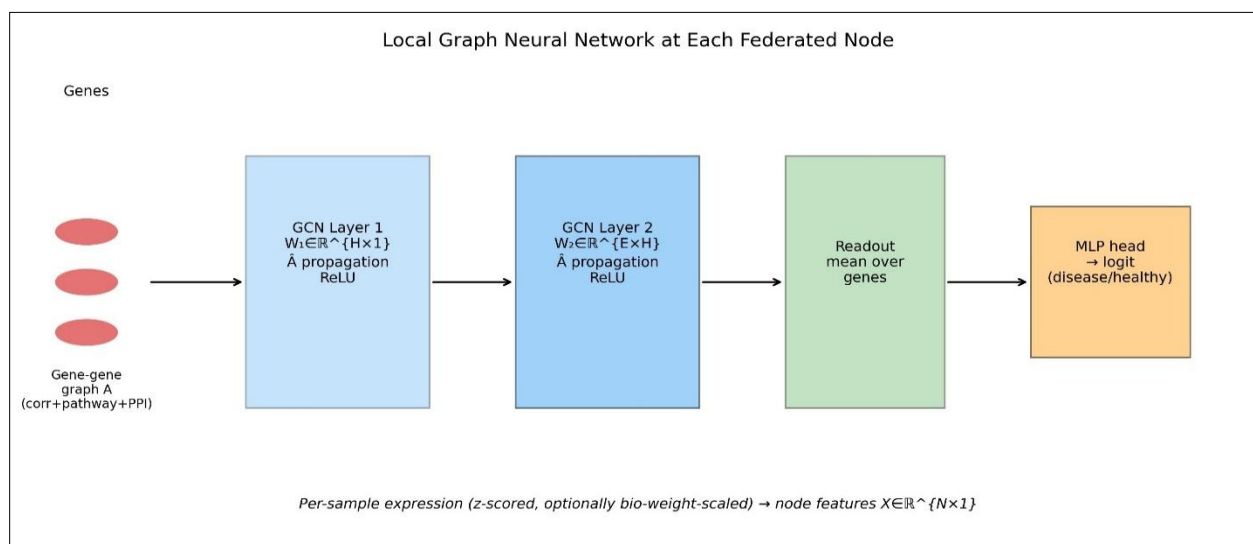 Local Graph Neural Network at Each Federated Node
Genes
Gene-gene
graph A
(corr+pathway+PPI)
GCN Layer 1
W₁∈ℝ^{H×1}
Â propagation
ReLU
GCN Layer 2
W₂∈ℝ^{E×H}
Â propagation
ReLU
Readout
mean over
genes
MLP head
→ logit
(disease/healthy)
Per-sample expression (z-scored, optionally bio-weight-scaled) → node features X∈ℝ^{N×1}